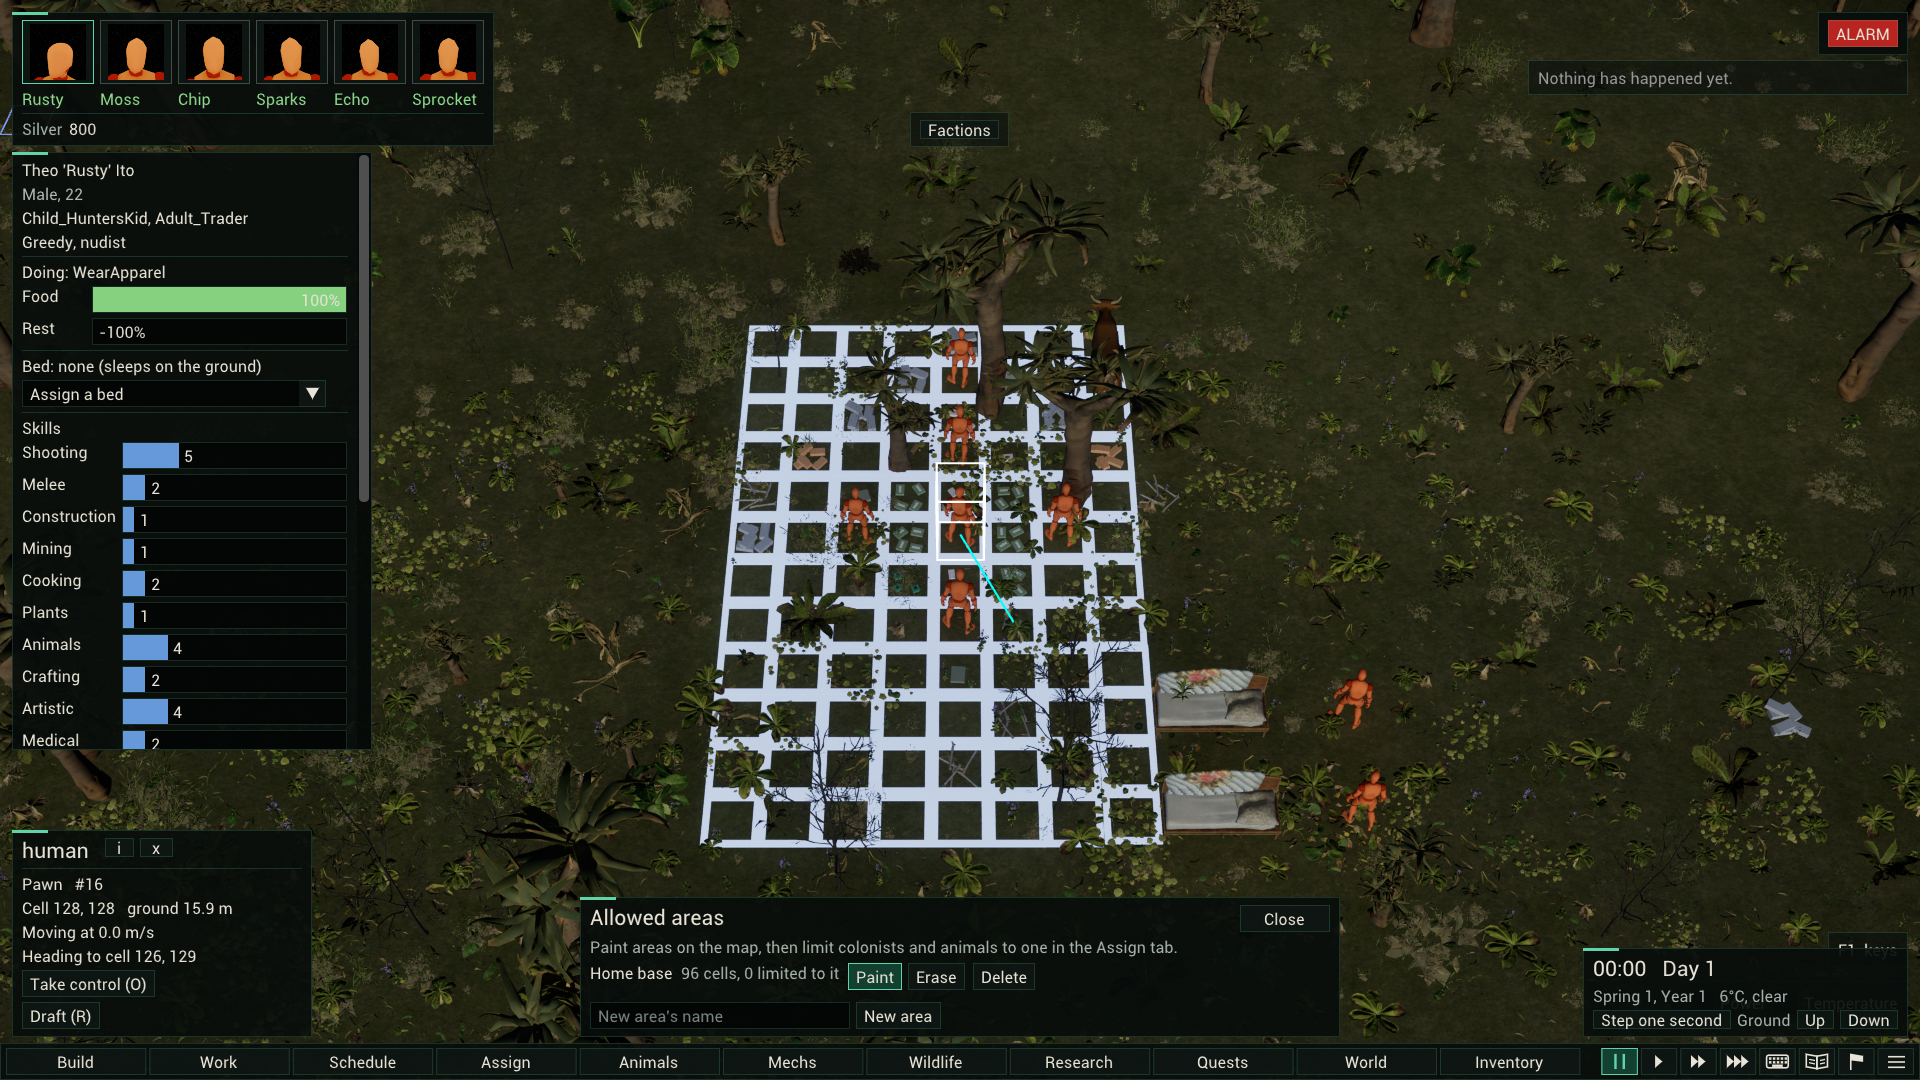 Rusty Moss Chip Sparks Echo Sprocket
Silver 800
ALARM
Nothing has happened yet.
Factions
Theo 'Rusty' Ito
Male, 22
Child_HuntersKid, Adult_Trader
Greedy, nudist
Doing: WearApparel
Food 100%
Rest -100%
Bed: none (sleeps on the ground)
Assign a bed
Skills
Shooting 5
Melee 2
Construction 1
Mining 1
Cooking 2
Plants 1
Animals 4
Crafting 2
Artistic 4
Medical 2
human i x
Pawn #16
Cell 128, 128 ground 15.9 m
Moving at 0.0 m/s
Heading to cell 126, 129
Take control (O)
Draft (R)
Allowed areas Close
Paint areas on the map, then limit colonists and animals to one in the Assign tab.
Home base 96 cells, 0 limited to it Paint Erase Delete
New area's name New area
F1 keys
00:00 Day 1
Spring 1, Year 1 6°C, clear
Temperature
Step one second Ground Up Down
Build Work Schedule Assign Animals Mechs Wildlife Research Quests World Inventory